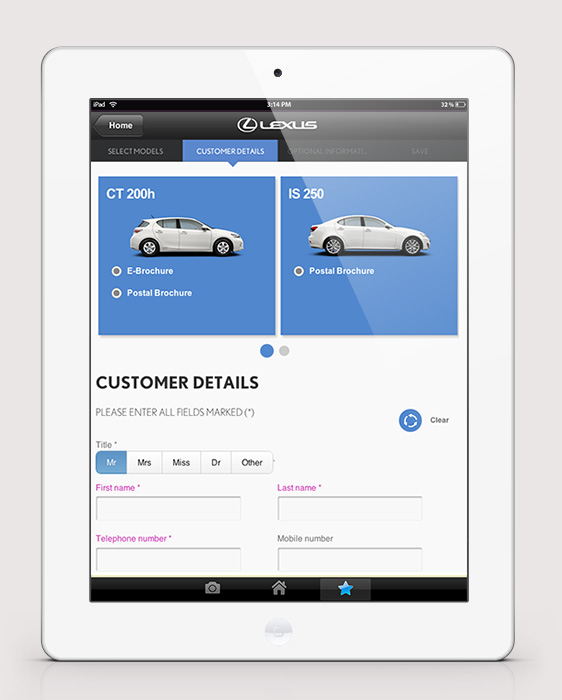 iPad 3:14 PM 32%
Home LEXUS
SELECT MODELS CUSTOMER DETAILS OPTIONAL INFORMATI... SAVE
CT 200h IS 250
E-Brochure Postal Brochure
Postal Brochure
CUSTOMER DETAILS
PLEASE ENTER ALL FIELDS MARKED (*)
Clear
Title *
Mr Mrs Miss Dr Other
First name * Last name *
Telephone number * Mobile number